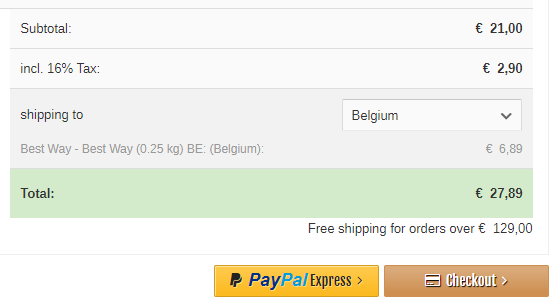 Subtotal: € 21,00
incl. 16% Tax: € 2,90
shipping to Belgium
Best Way - Best Way (0.25 kg) BE: (Belgium): € 6,89
Total: € 27,89
Free shipping for orders over € 129,00
PayPal Express > Checkout >